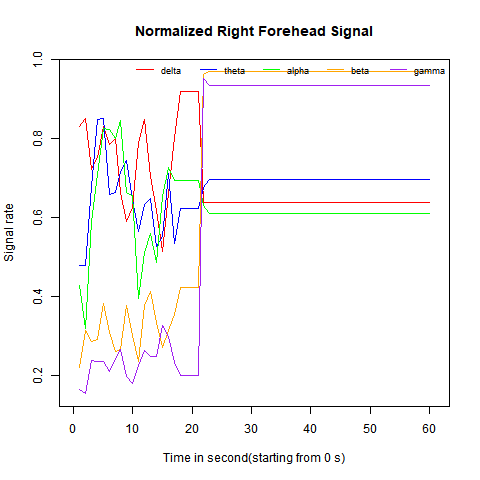 Normalized Right Forehead Signal
delta theta alpha beta gamma
Signal rate
1.0
0.8
0.6
0.4
0.2
0 10 20 30 40 50 60
Time in second(starting from 0 s)